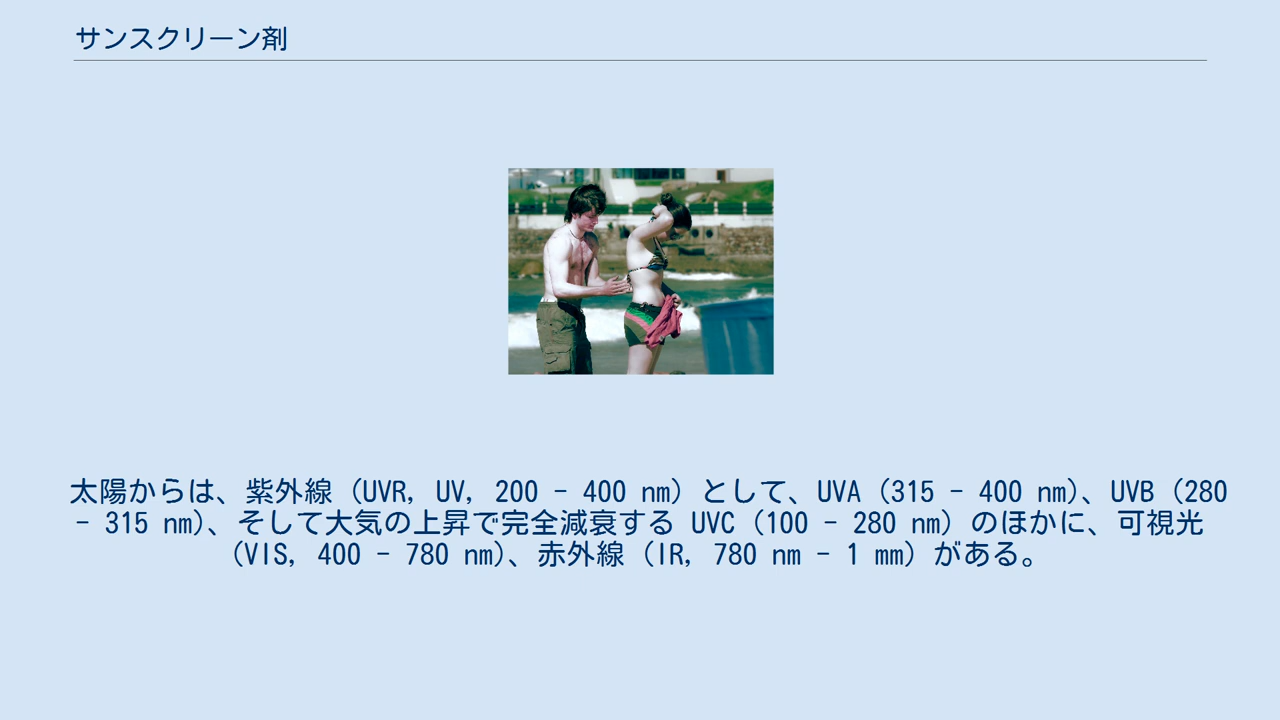 サンスクリーン剤
太陽からは、紫外線（UVR, UV, 200 - 400 nm）として、UVA（315 - 400 nm）、UVB（280
- 315 nm）、そして大気の上昇で完全減衰する UVC（100 - 280 nm）のほかに、可視光
（VIS, 400 - 780 nm）、赤外線（IR, 780 nm - 1 mm）がある。